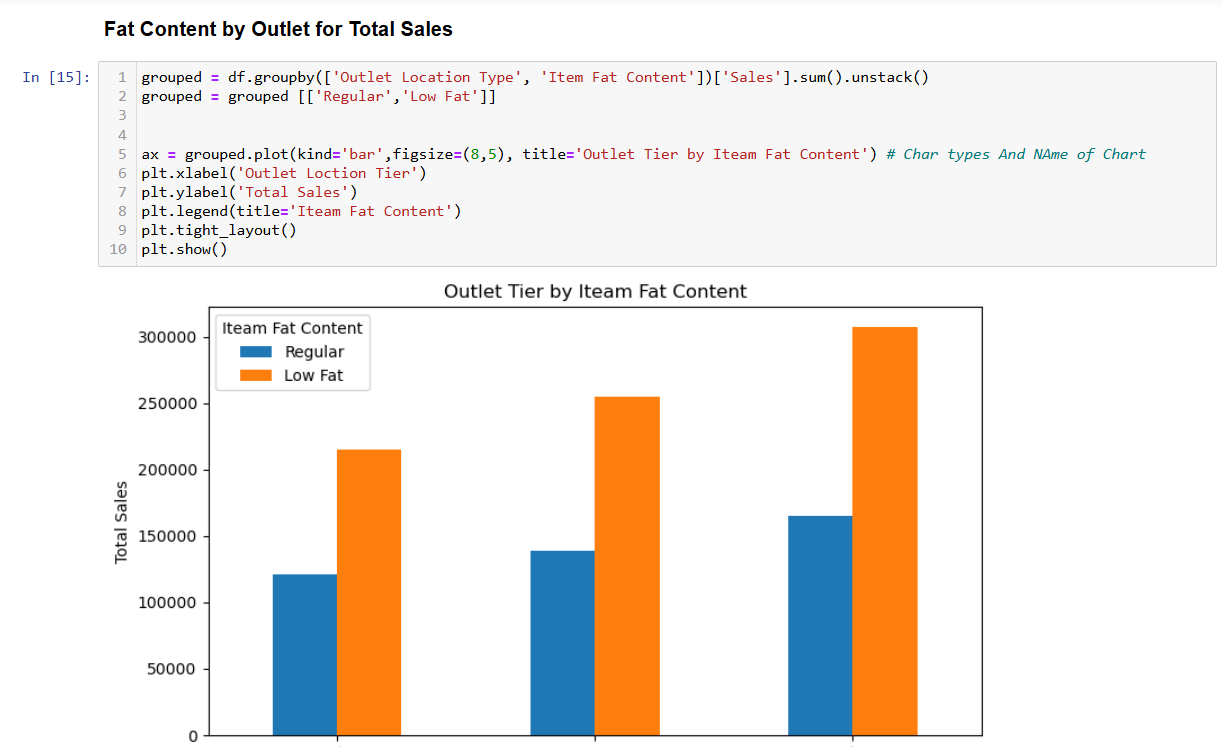 Fat Content by Outlet for Total Sales
In [15]:
1 grouped = df.groupby(['Outlet Location Type', 'Item Fat Content'])['Sales'].sum().unstack()
2 grouped = grouped [['Regular','Low Fat']]
3
4
5 ax = grouped.plot(kind='bar',figsize=(8,5), title='Outlet Tier by Iteam Fat Content') # Char types And NAme of Chart
6 plt.xlabel('Outlet Loction Tier')
7 plt.ylabel('Total Sales')
8 plt.legend(title='Iteam Fat Content')
9 plt.tight_layout()
10 plt.show()
Outlet Tier by Iteam Fat Content
Iteam Fat Content
Regular
Low Fat
Total Sales
300000
250000
200000
150000
100000
50000
0